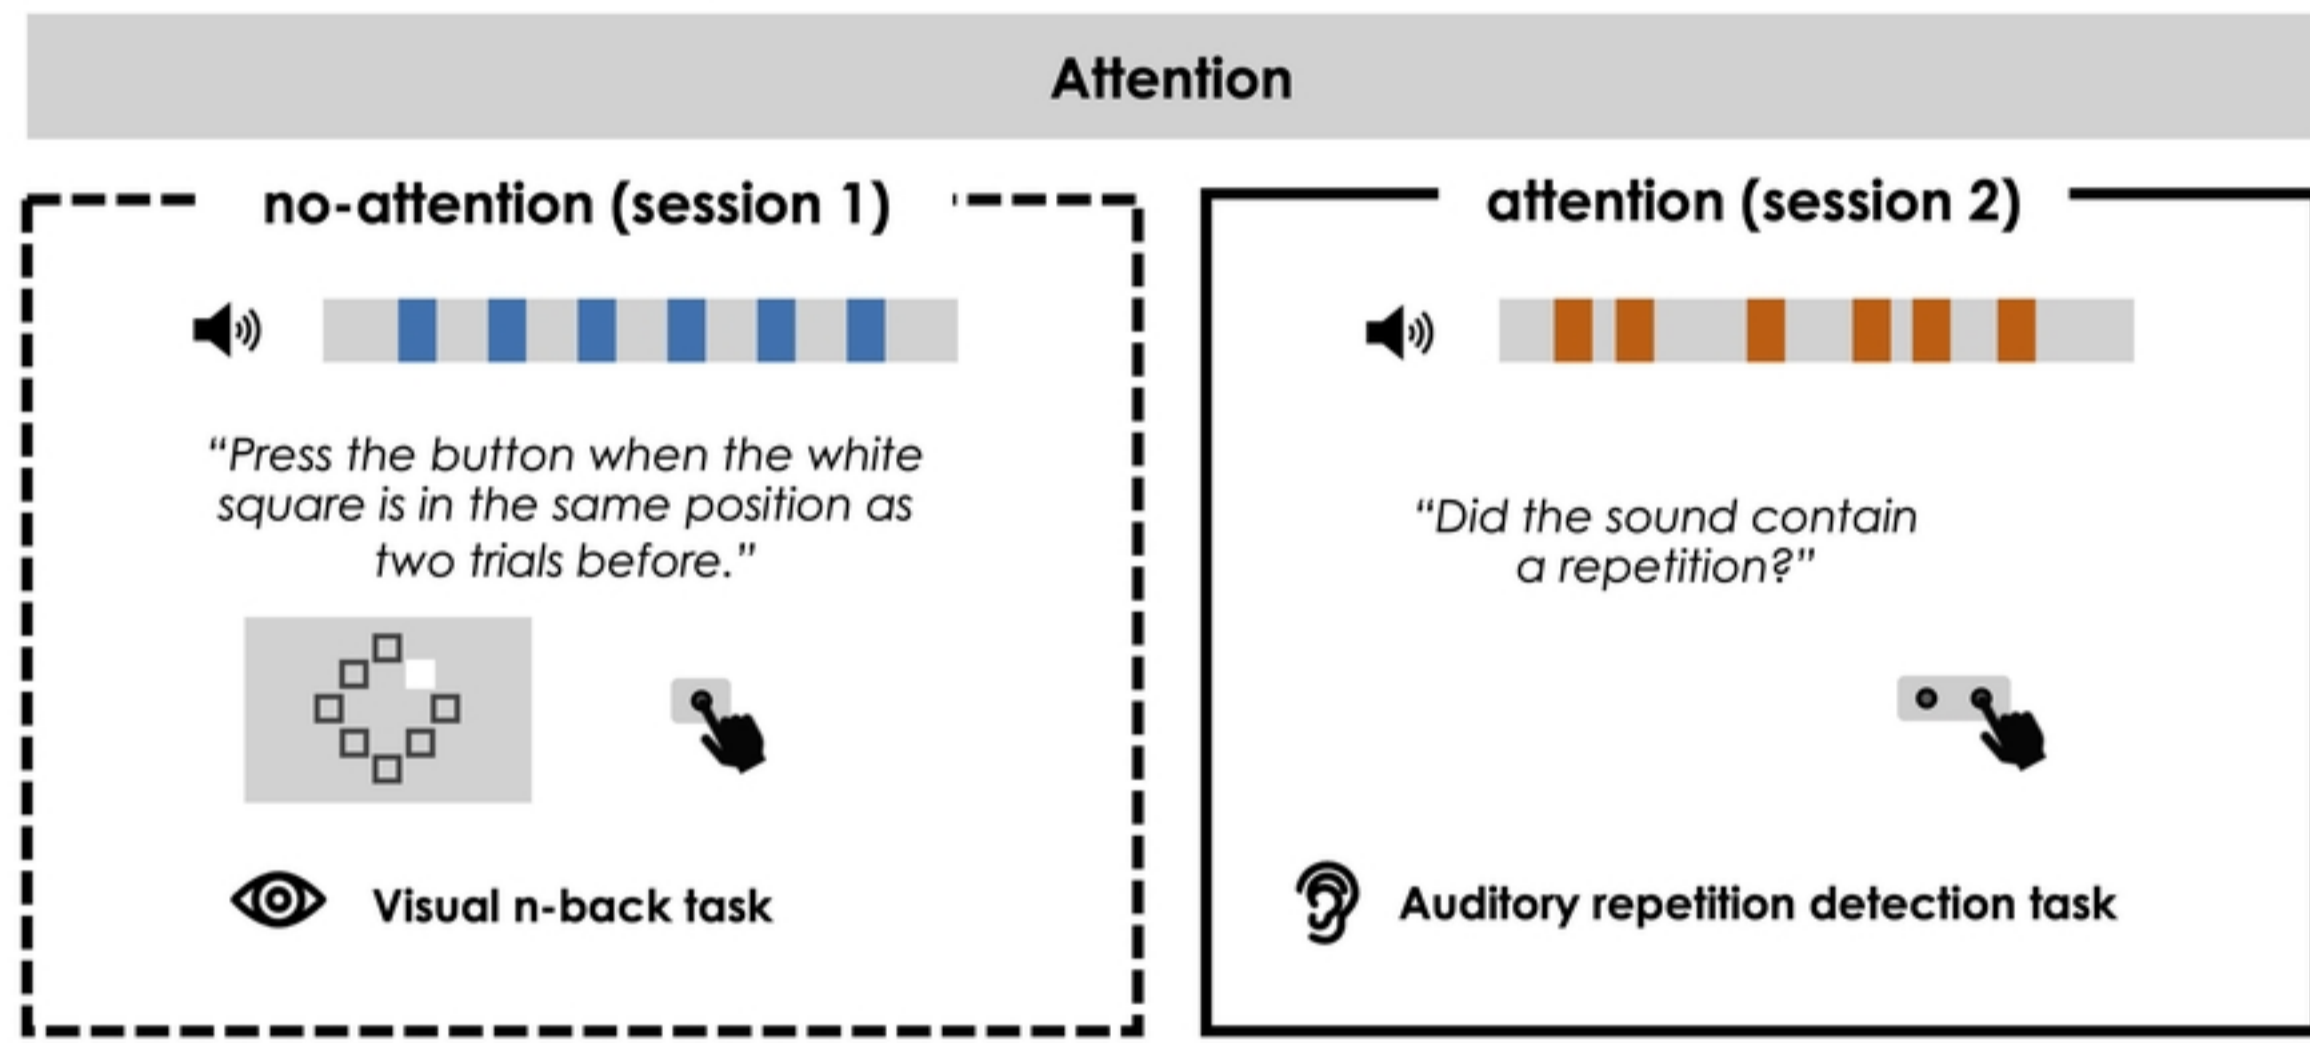 Attention
no-attention (session 1)
“Press the button when the white
square is in the same position as
two trials before.”
Visual n-back task
attention (session 2)
“Did the sound contain
a repetition?”
Auditory repetition detection task